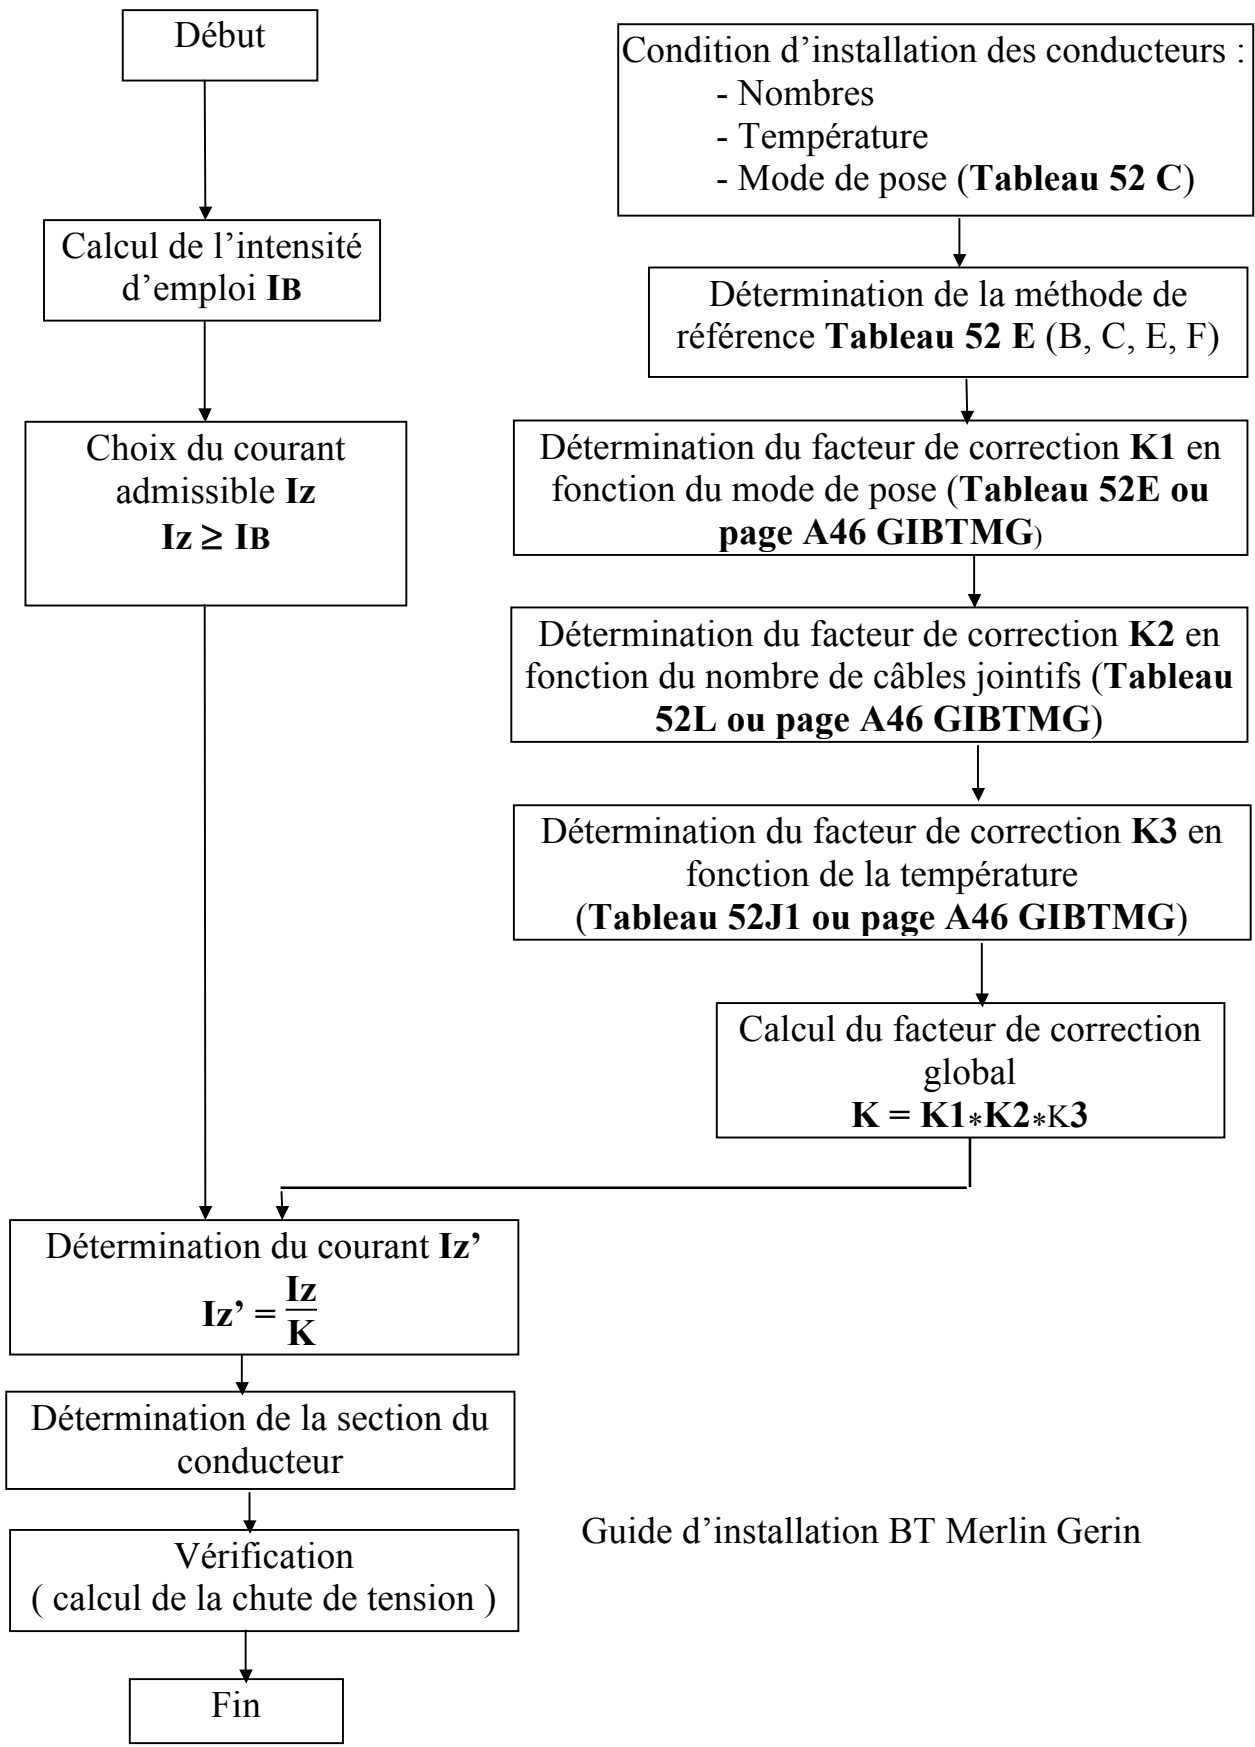 Début
Calcul de l’intensité
d’emploi IB
Choix du courant
admissible Iz
Iz ≥ IB
Condition d’installation des conducteurs :
- Nombres
- Température
- Mode de pose (Tableau 52 C)
Détermination de la méthode de
référence Tableau 52 E (B, C, E, F)
Détermination du facteur de correction K1 en
fonction du mode de pose (Tableau 52E ou
page A46 GIBTMG)
Détermination du facteur de correction K2 en
fonction du nombre de câbles jointifs (Tableau
52L ou page A46 GIBTMG)
Détermination du facteur de correction K3 en
fonction de la température
(Tableau 52J1 ou page A46 GIBTMG)
Calcul du facteur de correction
global
K = K1*K2*K3
Détermination du courant Iz’
Iz’ = Iz
K
Détermination de la section du
conducteur
Vérification
( calcul de la chute de tension )
Fin
Guide d’installation BT Merlin Gerin